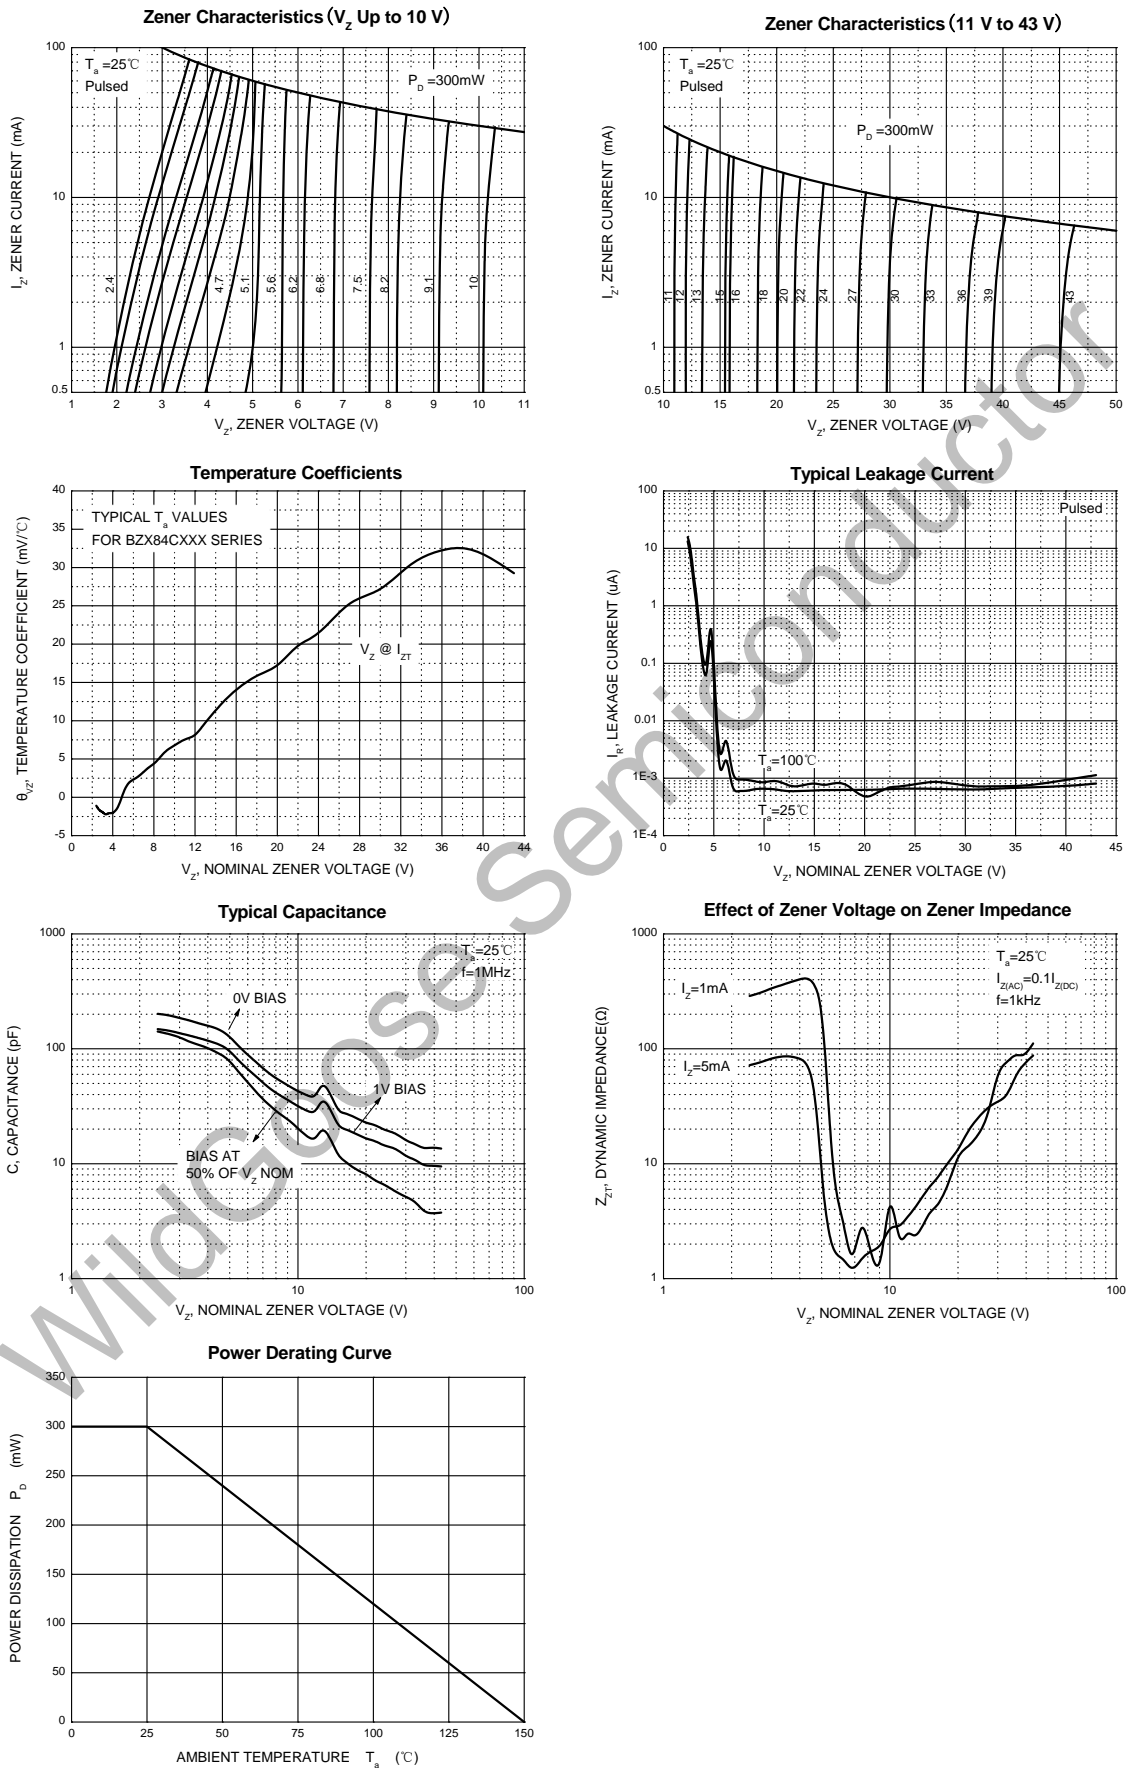 Zener Characteristics (VZ Up to 10 V)
Ta =25℃
Pulsed
PD =300mW
IZ, ZENER CURRENT (mA)
100
10
1
0.5
2.4
4.7
5.1
5.6
6.2
6.8
7.5
8.2
9.1
10
1 2 3 4 5 6 7 8 9 10 11
VZ, ZENER VOLTAGE (V)
Zener Characteristics (11 V to 43 V)
Ta =25℃
Pulsed
PD =300mW
IZ, ZENER CURRENT (mA)
100
10
1
0.5
11
12
13
15
16
18
20
22
24
27
30
33
36
39
43
10 15 20 25 30 35 40 45 50
VZ, ZENER VOLTAGE (V)
Temperature Coefficients
TYPICAL Ta VALUES
FOR BZX84CXXX SERIES
VZ @ IZT
θVZ, TEMPERATURE COEFFICIENT (mV/℃)
40
35
30
25
20
15
10
5
0
-5
0 4 8 12 16 20 24 28 32 36 40 44
VZ, NOMINAL ZENER VOLTAGE (V)
Typical Leakage Current
Pulsed
IR, LEAKAGE CURRENT (uA)
100
10
1
0.1
0.01
1E-3
1E-4
Ta=100℃
Ta=25℃
0 5 10 15 20 25 30 35 40 45
VZ, NOMINAL ZENER VOLTAGE (V)
Typical Capacitance
Ta=25℃
f=1MHz
0V BIAS
1V BIAS
BIAS AT
50% OF VZ NOM
C, CAPACITANCE (pF)
1000
100
10
1
1 10 100
VZ, NOMINAL ZENER VOLTAGE (V)
Effect of Zener Voltage on Zener Impedance
Ta=25℃
IZ(AC)=0.1IZ(DC)
f=1kHz
IZ=1mA
IZ=5mA
ZZT, DYNAMIC IMPEDANCE(Ω)
1000
100
10
1
1 10 100
VZ, NOMINAL ZENER VOLTAGE (V)
Power Derating Curve
POWER DISSIPATION PD (mW)
350
300
250
200
150
100
50
0
0 25 50 75 100 125 150
AMBIENT TEMPERATURE Ta (℃)
WildGoose Semiconductor